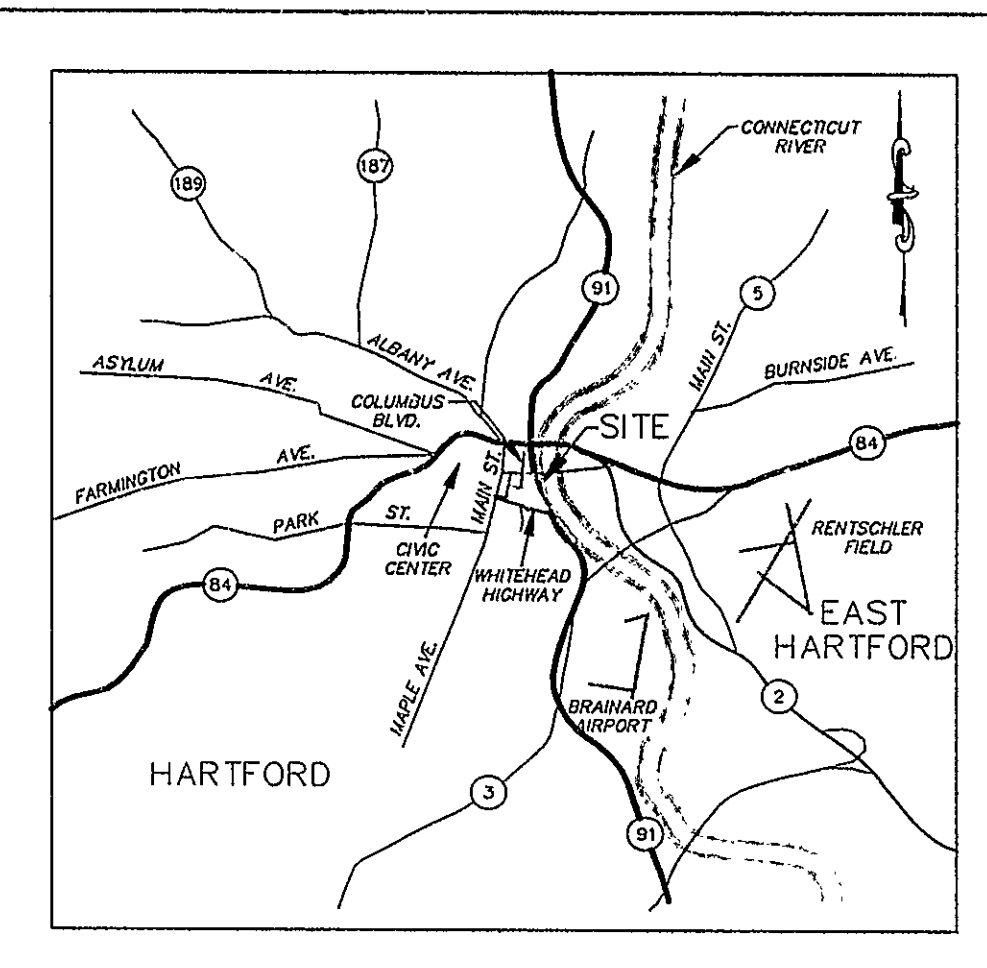 CONNECTICUT
RIVER
187
189
91
5
MAIN ST.
BURNSIDE AVE.
ALBANY AVE.
ASYLUM
AVE.
COLUMBUS
BLVD.
SITE
84
FARMINGTON
AVE.
MAIN ST.
PARK
ST.
CIVIC
CENTER
WHITEHEAD
HIGHWAY
RENTSCHLER
FIELD
84
EAST
HARTFORD
MAPLE AVE.
BRAINARD
AIRPORT
2
HARTFORD
3
91